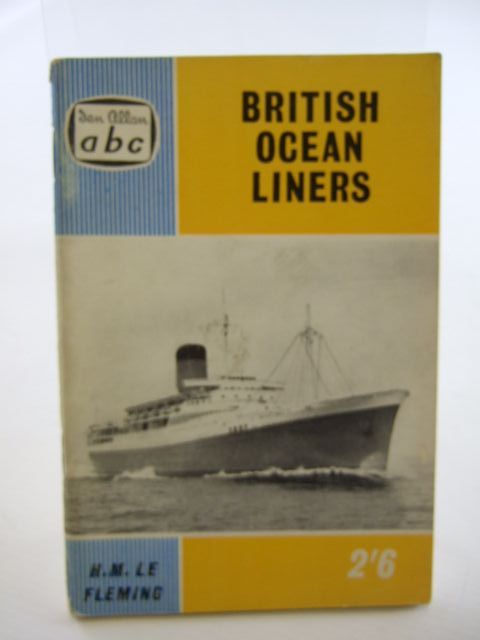 Ian Allan
abc
BRITISH
OCEAN
LINERS
H.M. LE
FLEMING
2'6